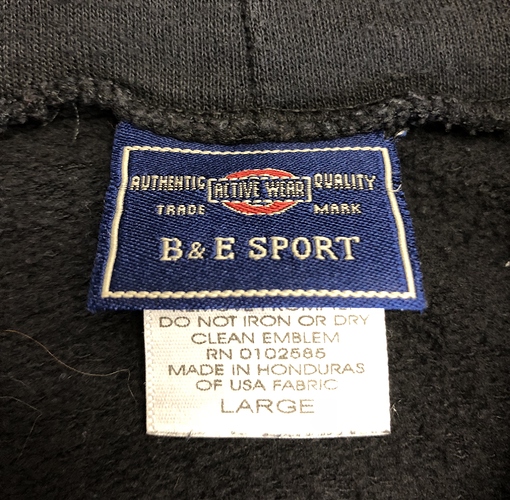 AUTHENTIC ACTIVE WEAR QUALITY
TRADE MARK
B & E SPORT
DO NOT IRON OR DRY
CLEAN EMBLEM
RN 0102585
MADE IN HONDURAS
OF USA FABRIC
LARGE